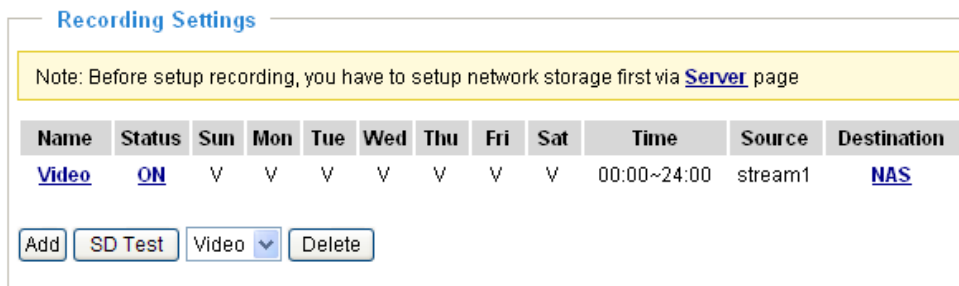 Recording Settings
Note: Before setup recording, you have to setup network storage first via Server page
Name Status Sun Mon Tue Wed Thu Fri Sat Time Source Destination
Video ON V V V V V V V 00:00~24:00 stream1 NAS
Add SD Test Video Delete